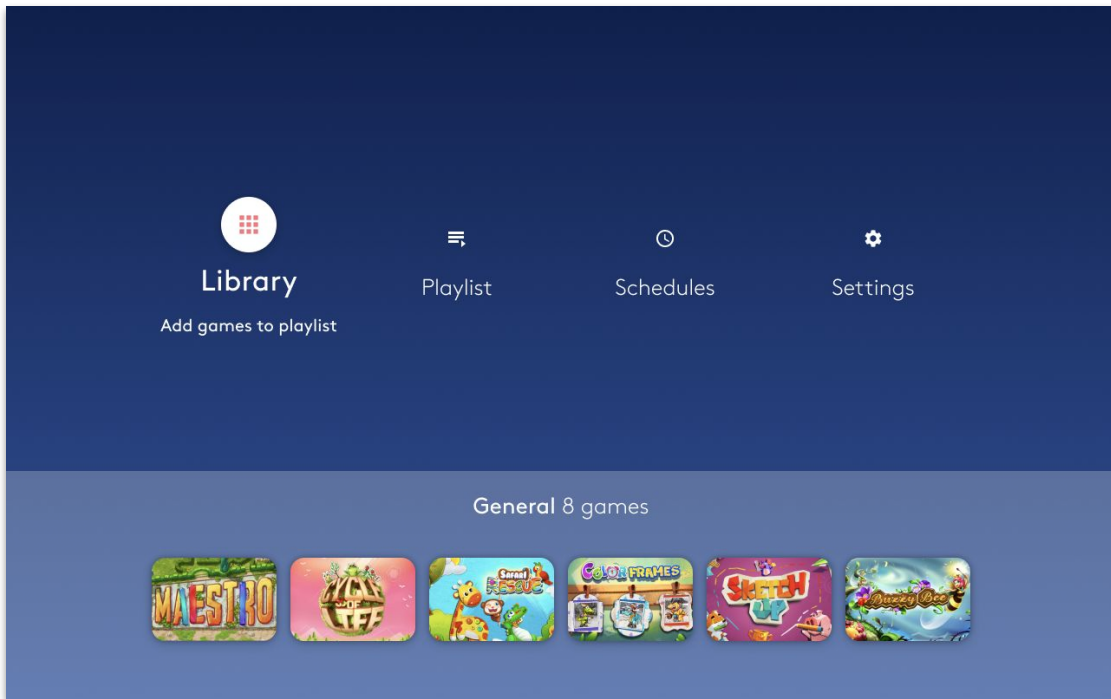 Library
Add games to playlist
Playlist
Schedules
Settings
General 8 games
MAESTRO
CYCLE
OF
LIFE
SAFARI
RESCUE
COLOR FRAMES
SKETCH
UP
Buzzy Bee